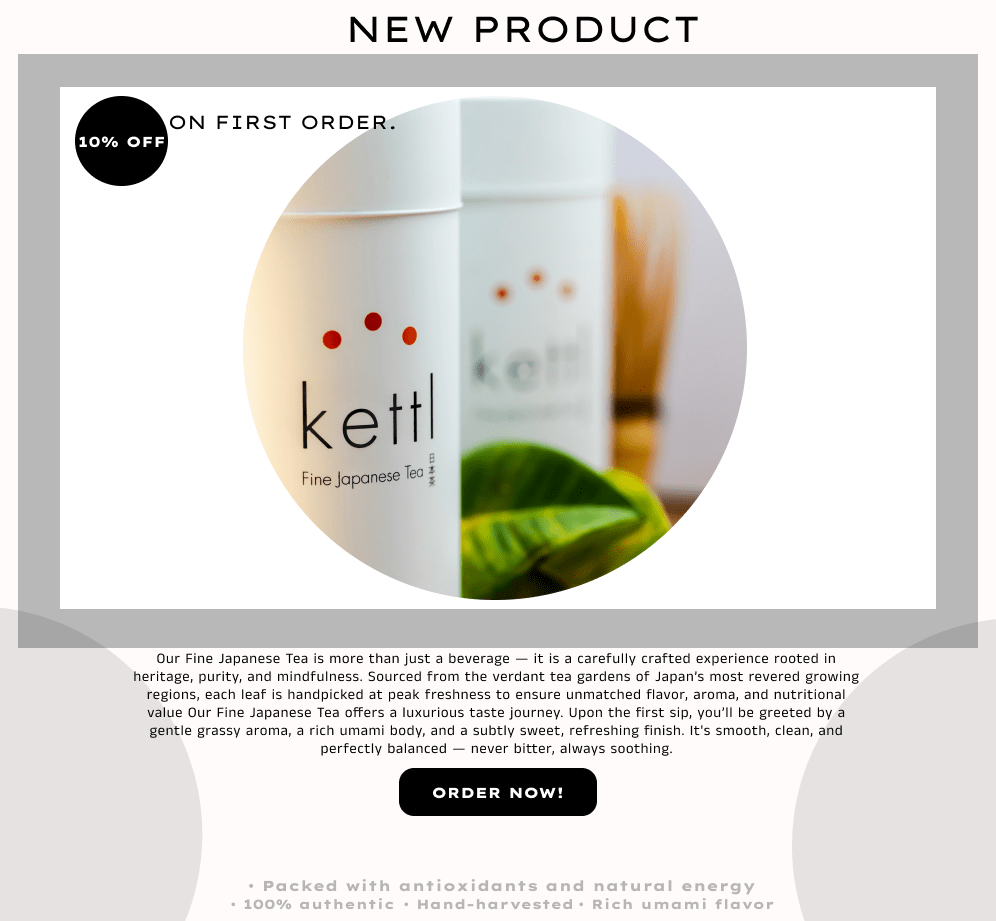 NEW PRODUCT
10% OFF
ON FIRST ORDER.
kettl
Fine Japanese Tea
kettl
Our Fine Japanese Tea is more than just a beverage — it is a carefully crafted experience rooted in
heritage, purity, and mindfulness. Sourced from the verdant tea gardens of Japan's most revered growing
regions, each leaf is handpicked at peak freshness to ensure unmatched flavor, aroma, and nutritional
value Our Fine Japanese Tea offers a luxurious taste journey. Upon the first sip, you’ll be greeted by a
gentle grassy aroma, a rich umami body, and a subtly sweet, refreshing finish. It's smooth, clean, and
perfectly balanced — never bitter, always soothing.
ORDER NOW!
• Packed with antioxidants and natural energy
• 100% authentic • Hand-harvested • Rich umami flavor